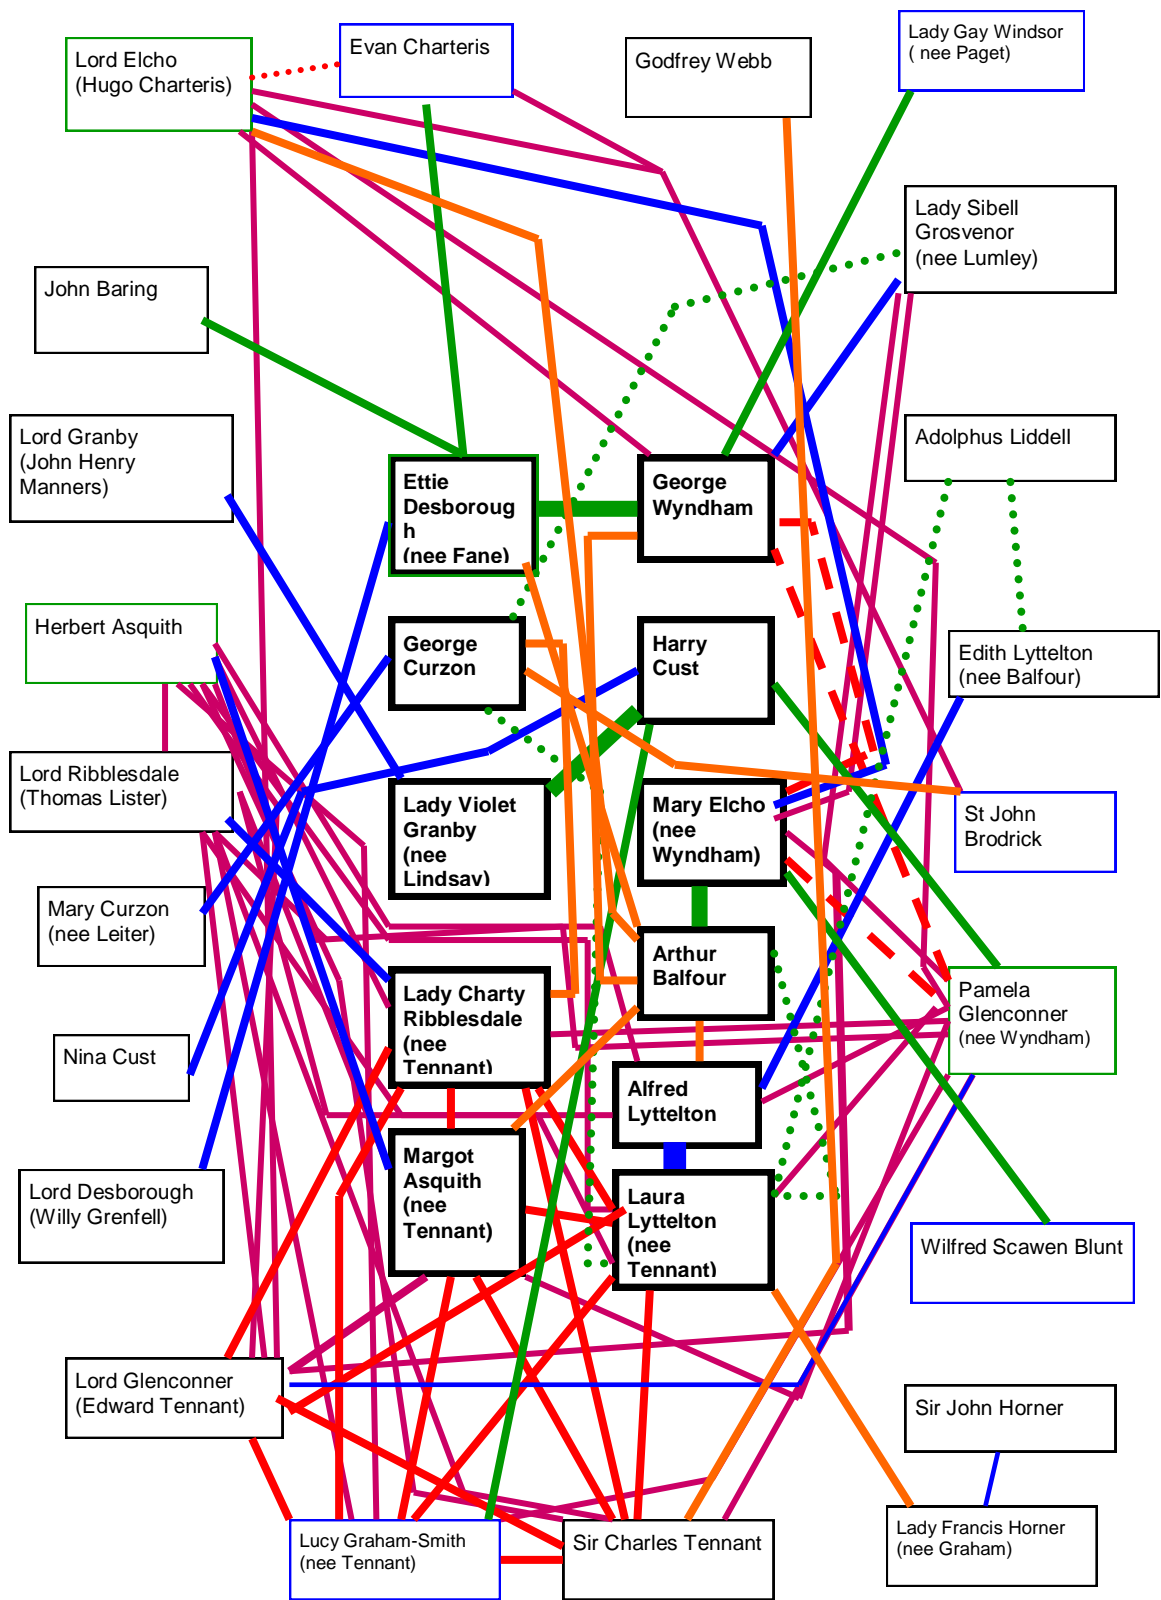 Lord Elcho
(Hugo Charteris)
Evan Charteris
Godfrey Webb
Lady Gay Windsor
( nee Paget)
Lady Sibell
Grosvenor
(nee Lumley)
John Baring
Lord Granby
(John Henry
Manners)
Adolphus Liddell
Ettie
Desboroug
h
(nee Fane)
George
Wyndham
Herbert Asquith
George
Curzon
Harry
Cust
Edith Lyttelton
(nee Balfour)
Lord Ribblesdale
(Thomas Lister)
Lady Violet
Granby
(nee
Lindsay)
Mary Elcho
(nee
Wyndham)
St John
Brodrick
Mary Curzon
(nee Leiter)
Arthur
Balfour
Lady Charty
Ribblesdale
(nee
Tennant)
Pamela
Glenconner
(nee Wyndham)
Nina Cust
Alfred
Lyttelton
Margot
Asquith
(nee
Tennant)
Lord Desborough
(Willy Grenfell)
Laura
Lyttelton
(nee
Tennant)
Wilfred Scawen Blunt
Lord Glenconner
(Edward Tennant)
Sir John Horner
Lucy Graham-Smith
(nee Tennant)
Sir Charles Tennant
Lady Francis Horner
(nee Graham)